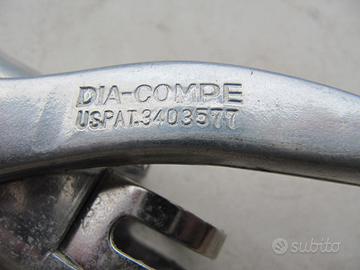 DIA-COMPE
USPAT.3403577
subito